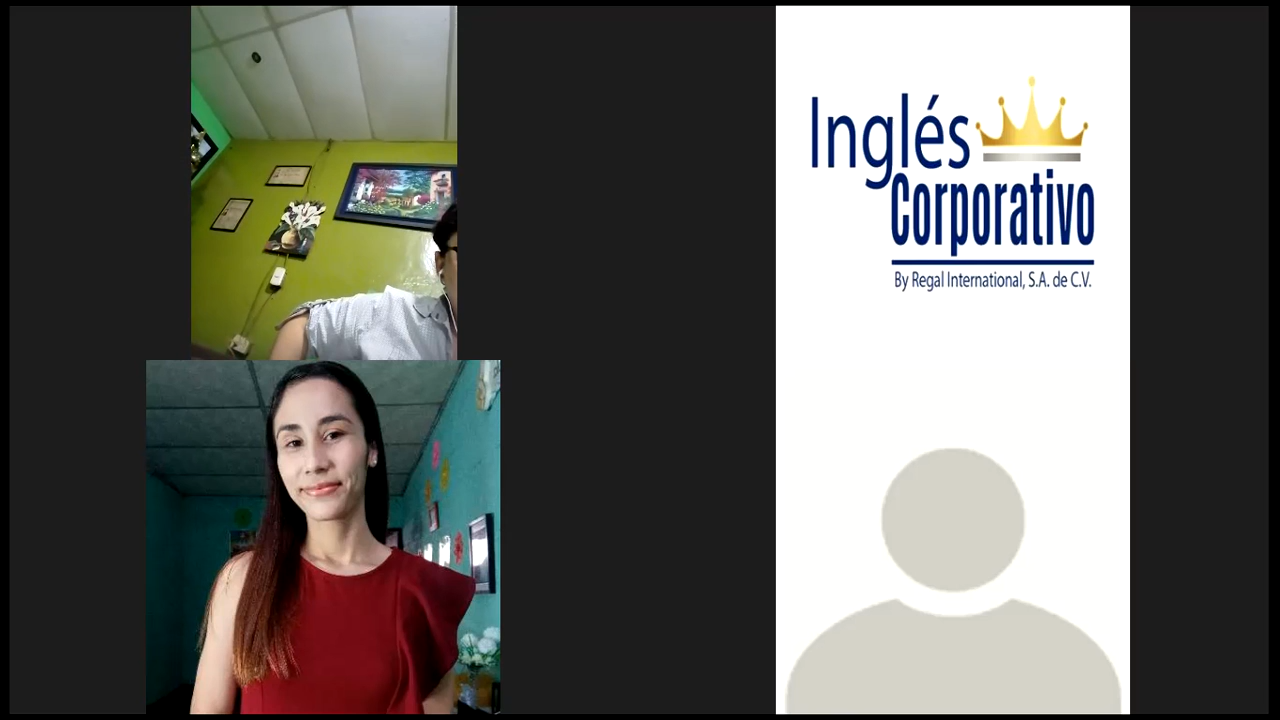 Inglés
Corporativo
By Regal International, S.A. de C.V.